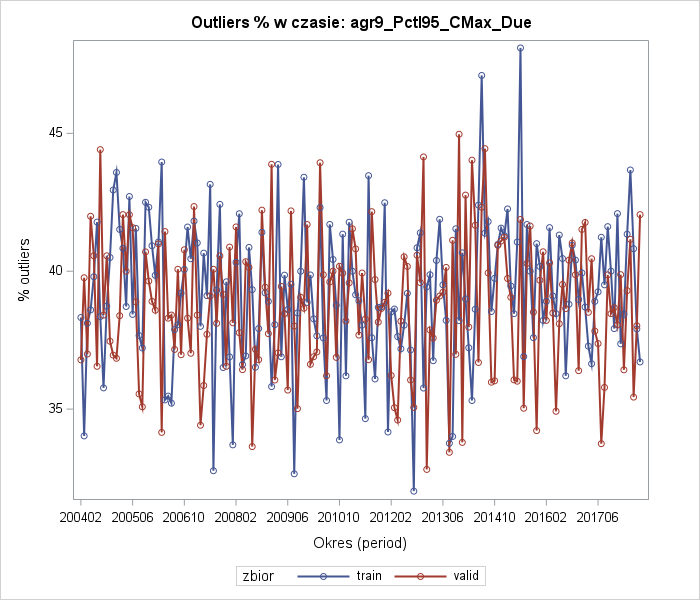 Outliers % w czasie: agr9_Pctl95_CMax_Due
45
40
35
% outliers
200402 200506 200610 200802 200906 201010 201202 201306 201410 201602 201706
Okres (period)
zbior train valid